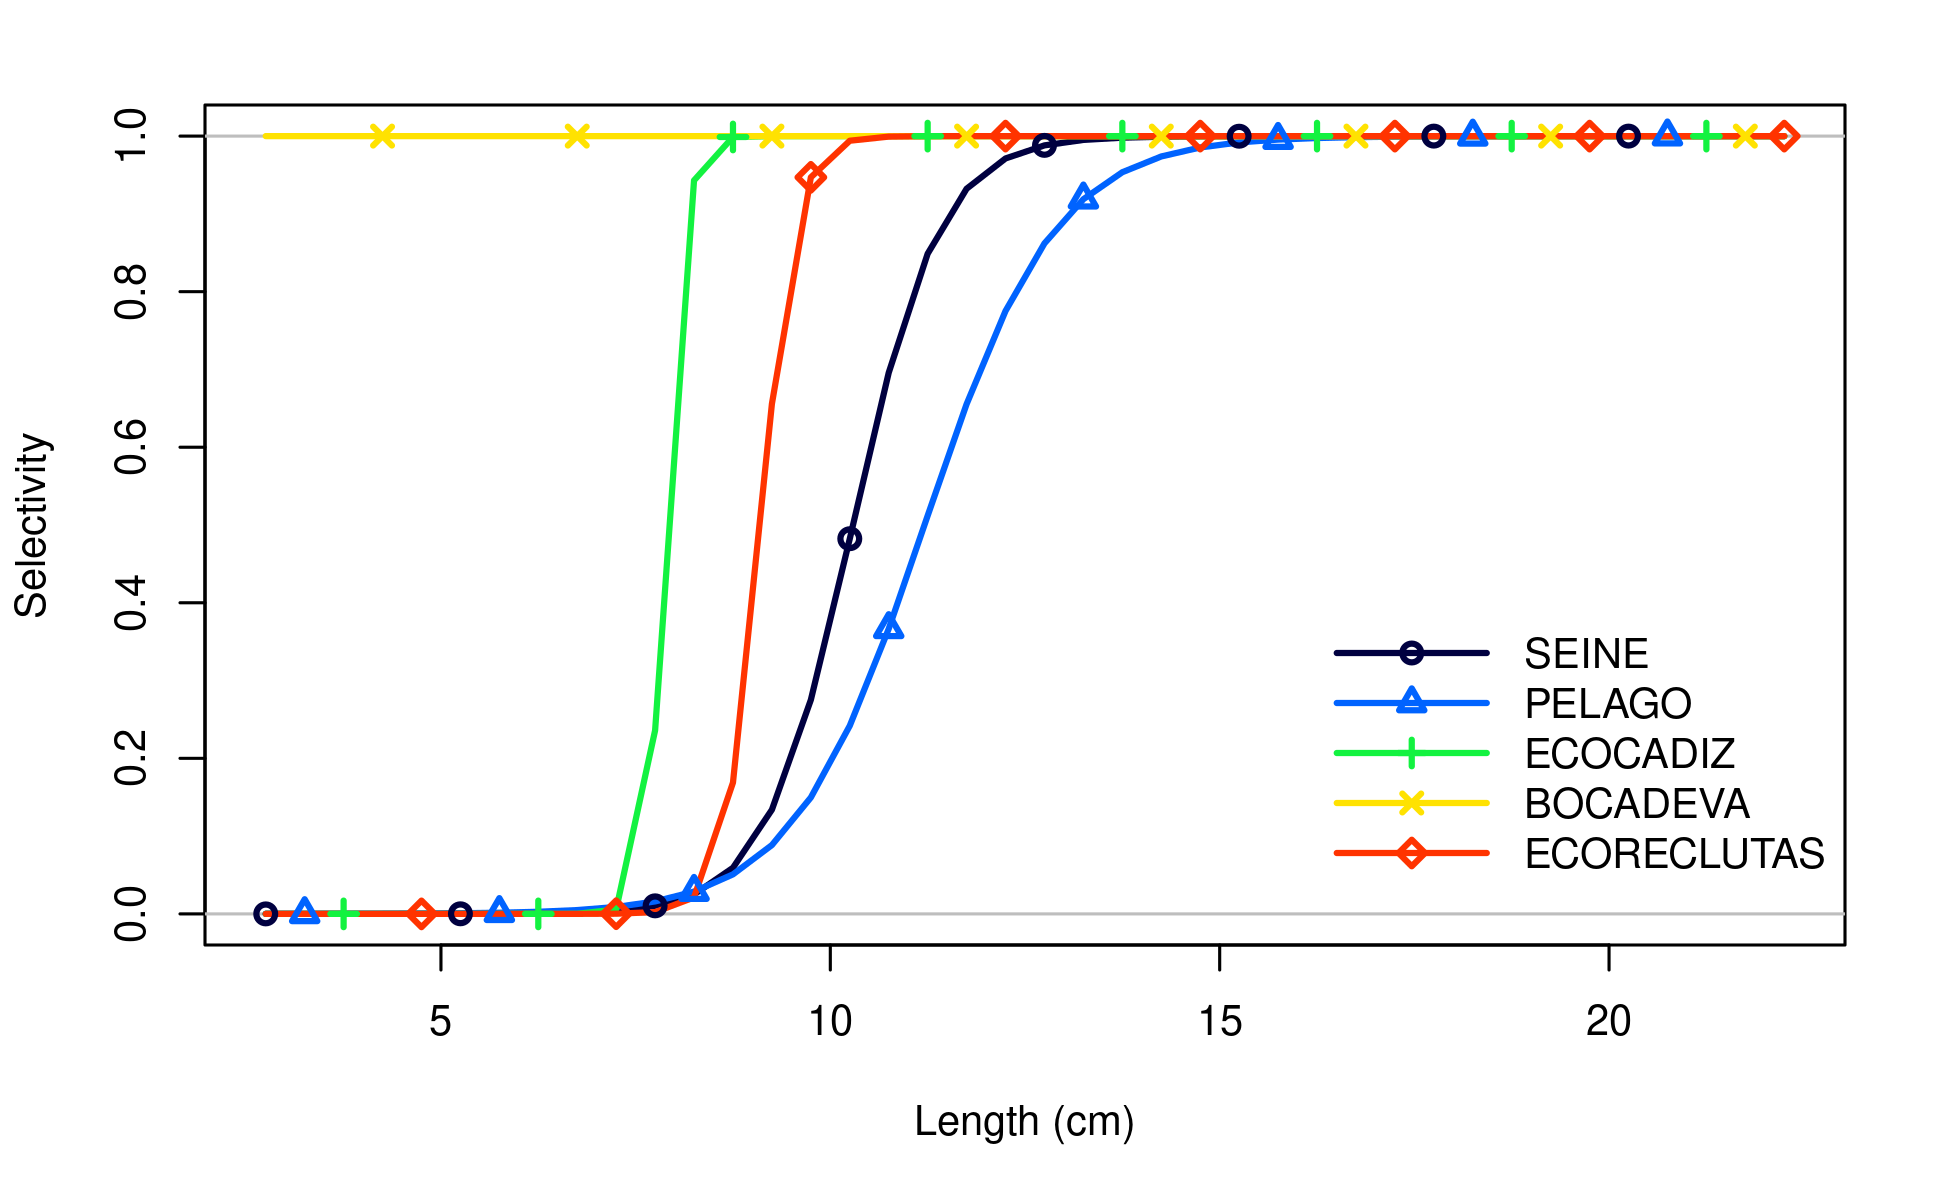 Selectivity
1.0
0.8
0.6
0.4
0.2
0.0
5
10
15
20
Length (cm)
SEINE
PELAGO
ECOCADIZ
BOCADEVA
ECORECLUTAS